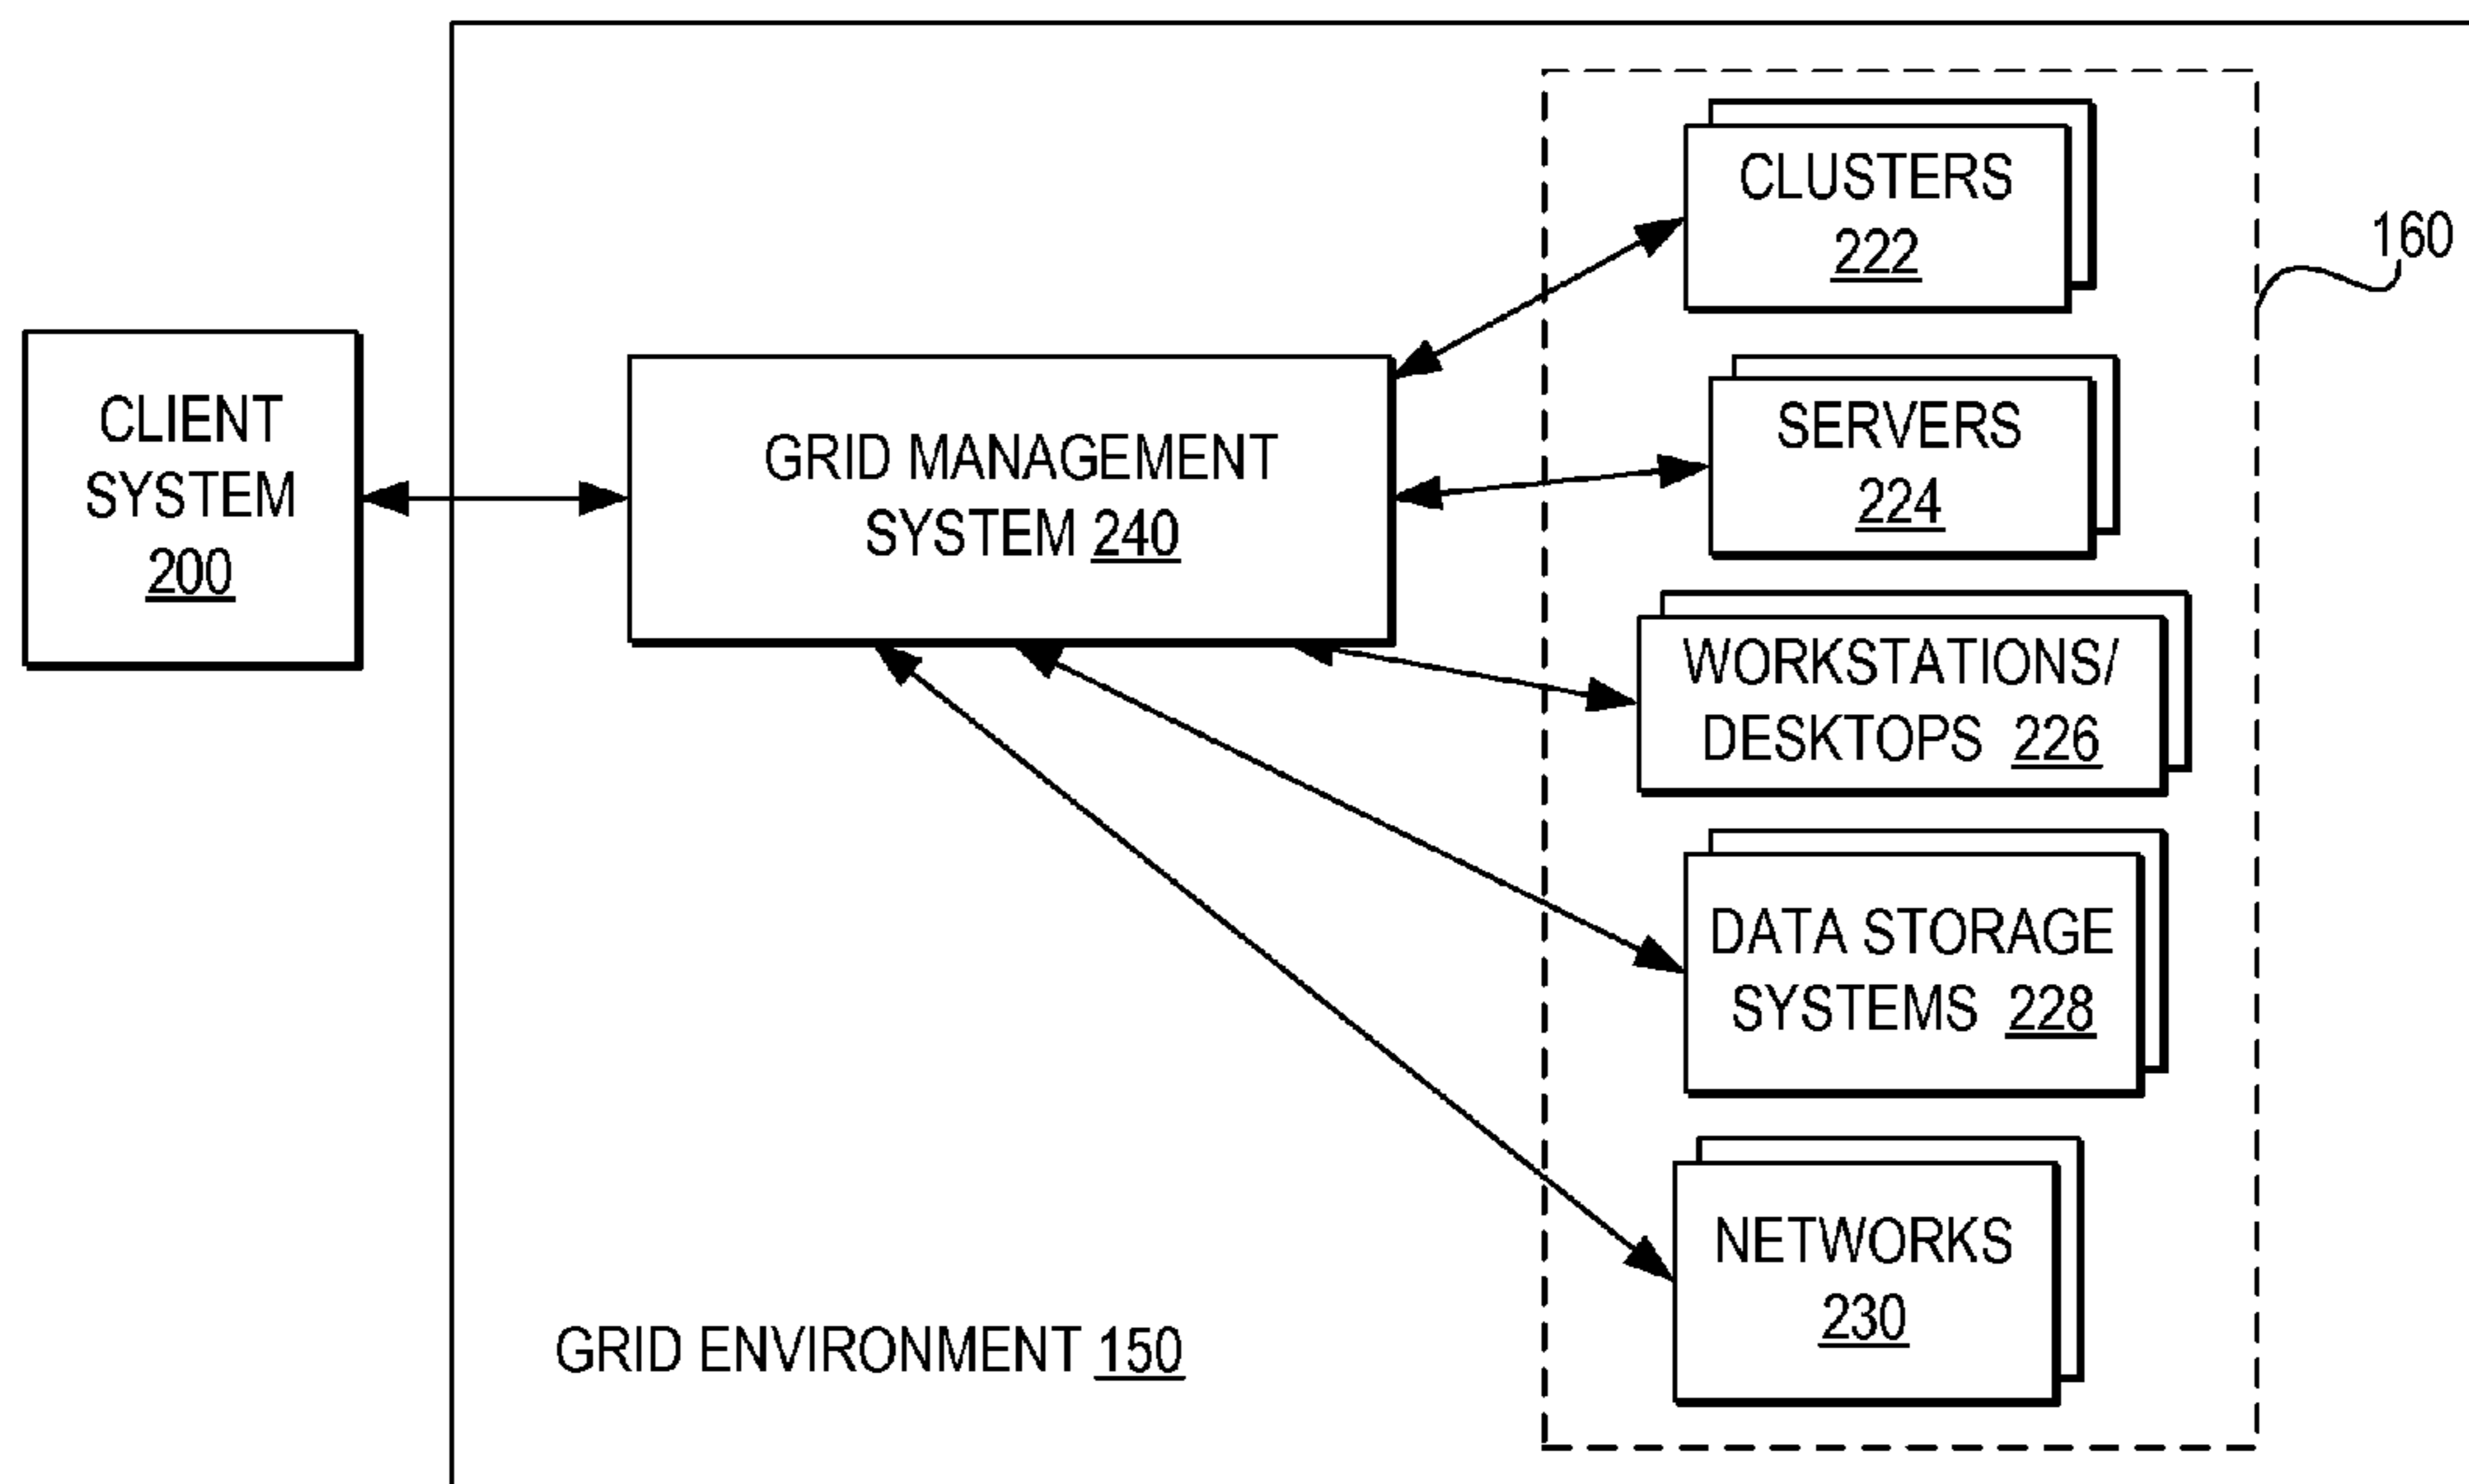 CLIENT
SYSTEM
200
GRID MANAGEMENT
SYSTEM 240
CLUSTERS
222
160
SERVERS
224
WORKSTATIONS/
DESKTOPS 226
DATA STORAGE
SYSTEMS 228
NETWORKS
230
GRID ENVIRONMENT 150